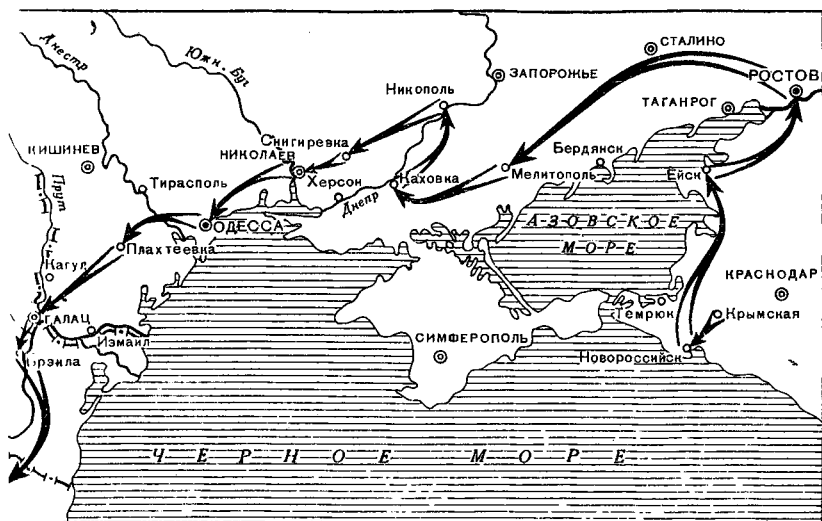 Днестр
Южн. Буг
СТАЛИНО
ЗАПОРОЖЬЕ
РОСТОВ
Никополь
ТАГАНРОГ
КИШИНЕВ
Снигиревка
НИКОЛАЕВ
Бердянск
Прут
Тирасполь
Херсон
Каховка
Мелитополь
Ейск
Днепр
ОДЕССА
АЗОВСКОЕ
МОРЕ
Плахтеевка
Кагул
КРАСНОДАР
ГАЛАЦ
Измаил
Темрюк
Крымская
СИМФЕРОПОЛЬ
Новороссийск
Брэила
ЧЕРНОЕ МОРЕ